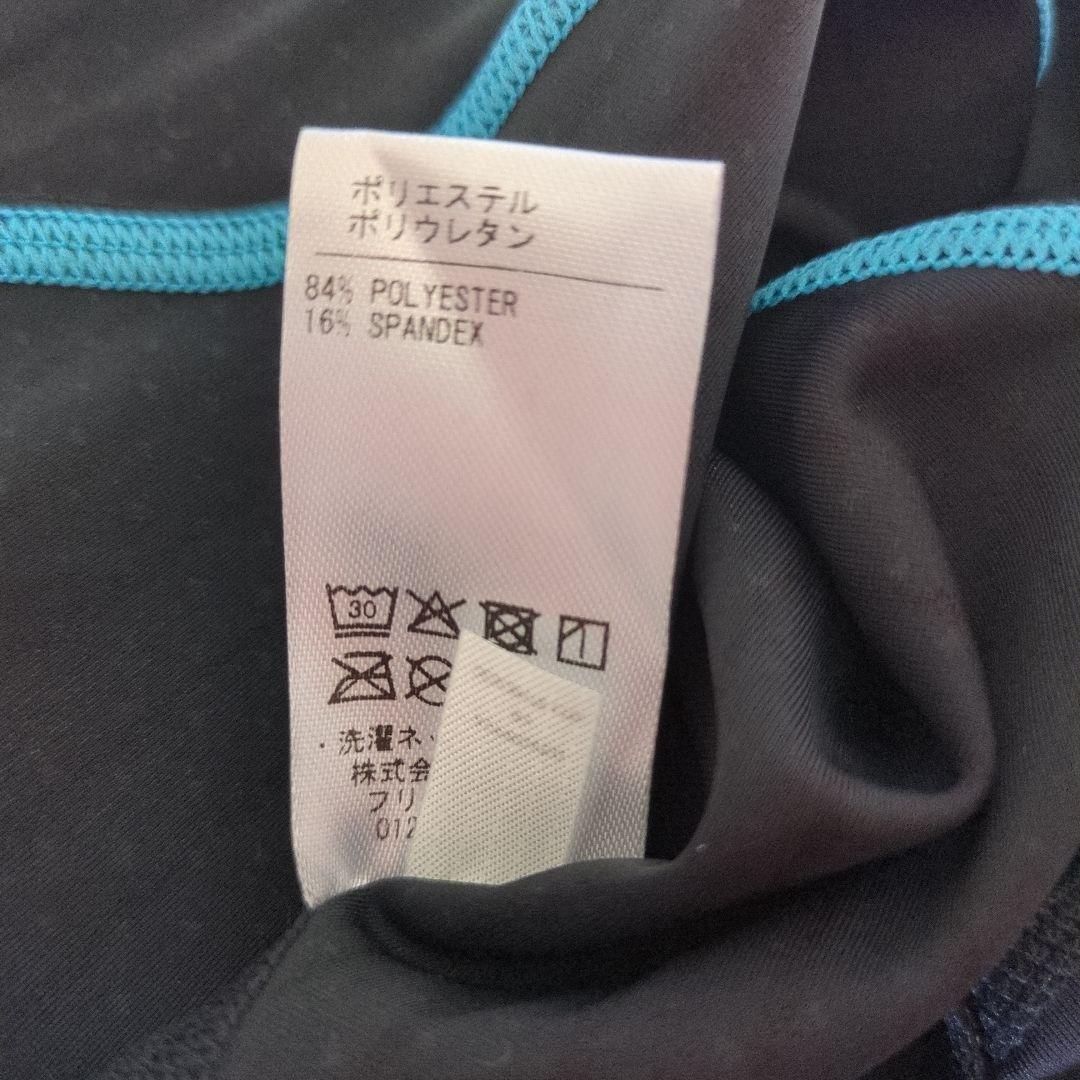 ポリエステル
ポリウレタン
84% POLYESTER
16% SPANDEX
30
・洗濯ネッ
株式会
フリ
012